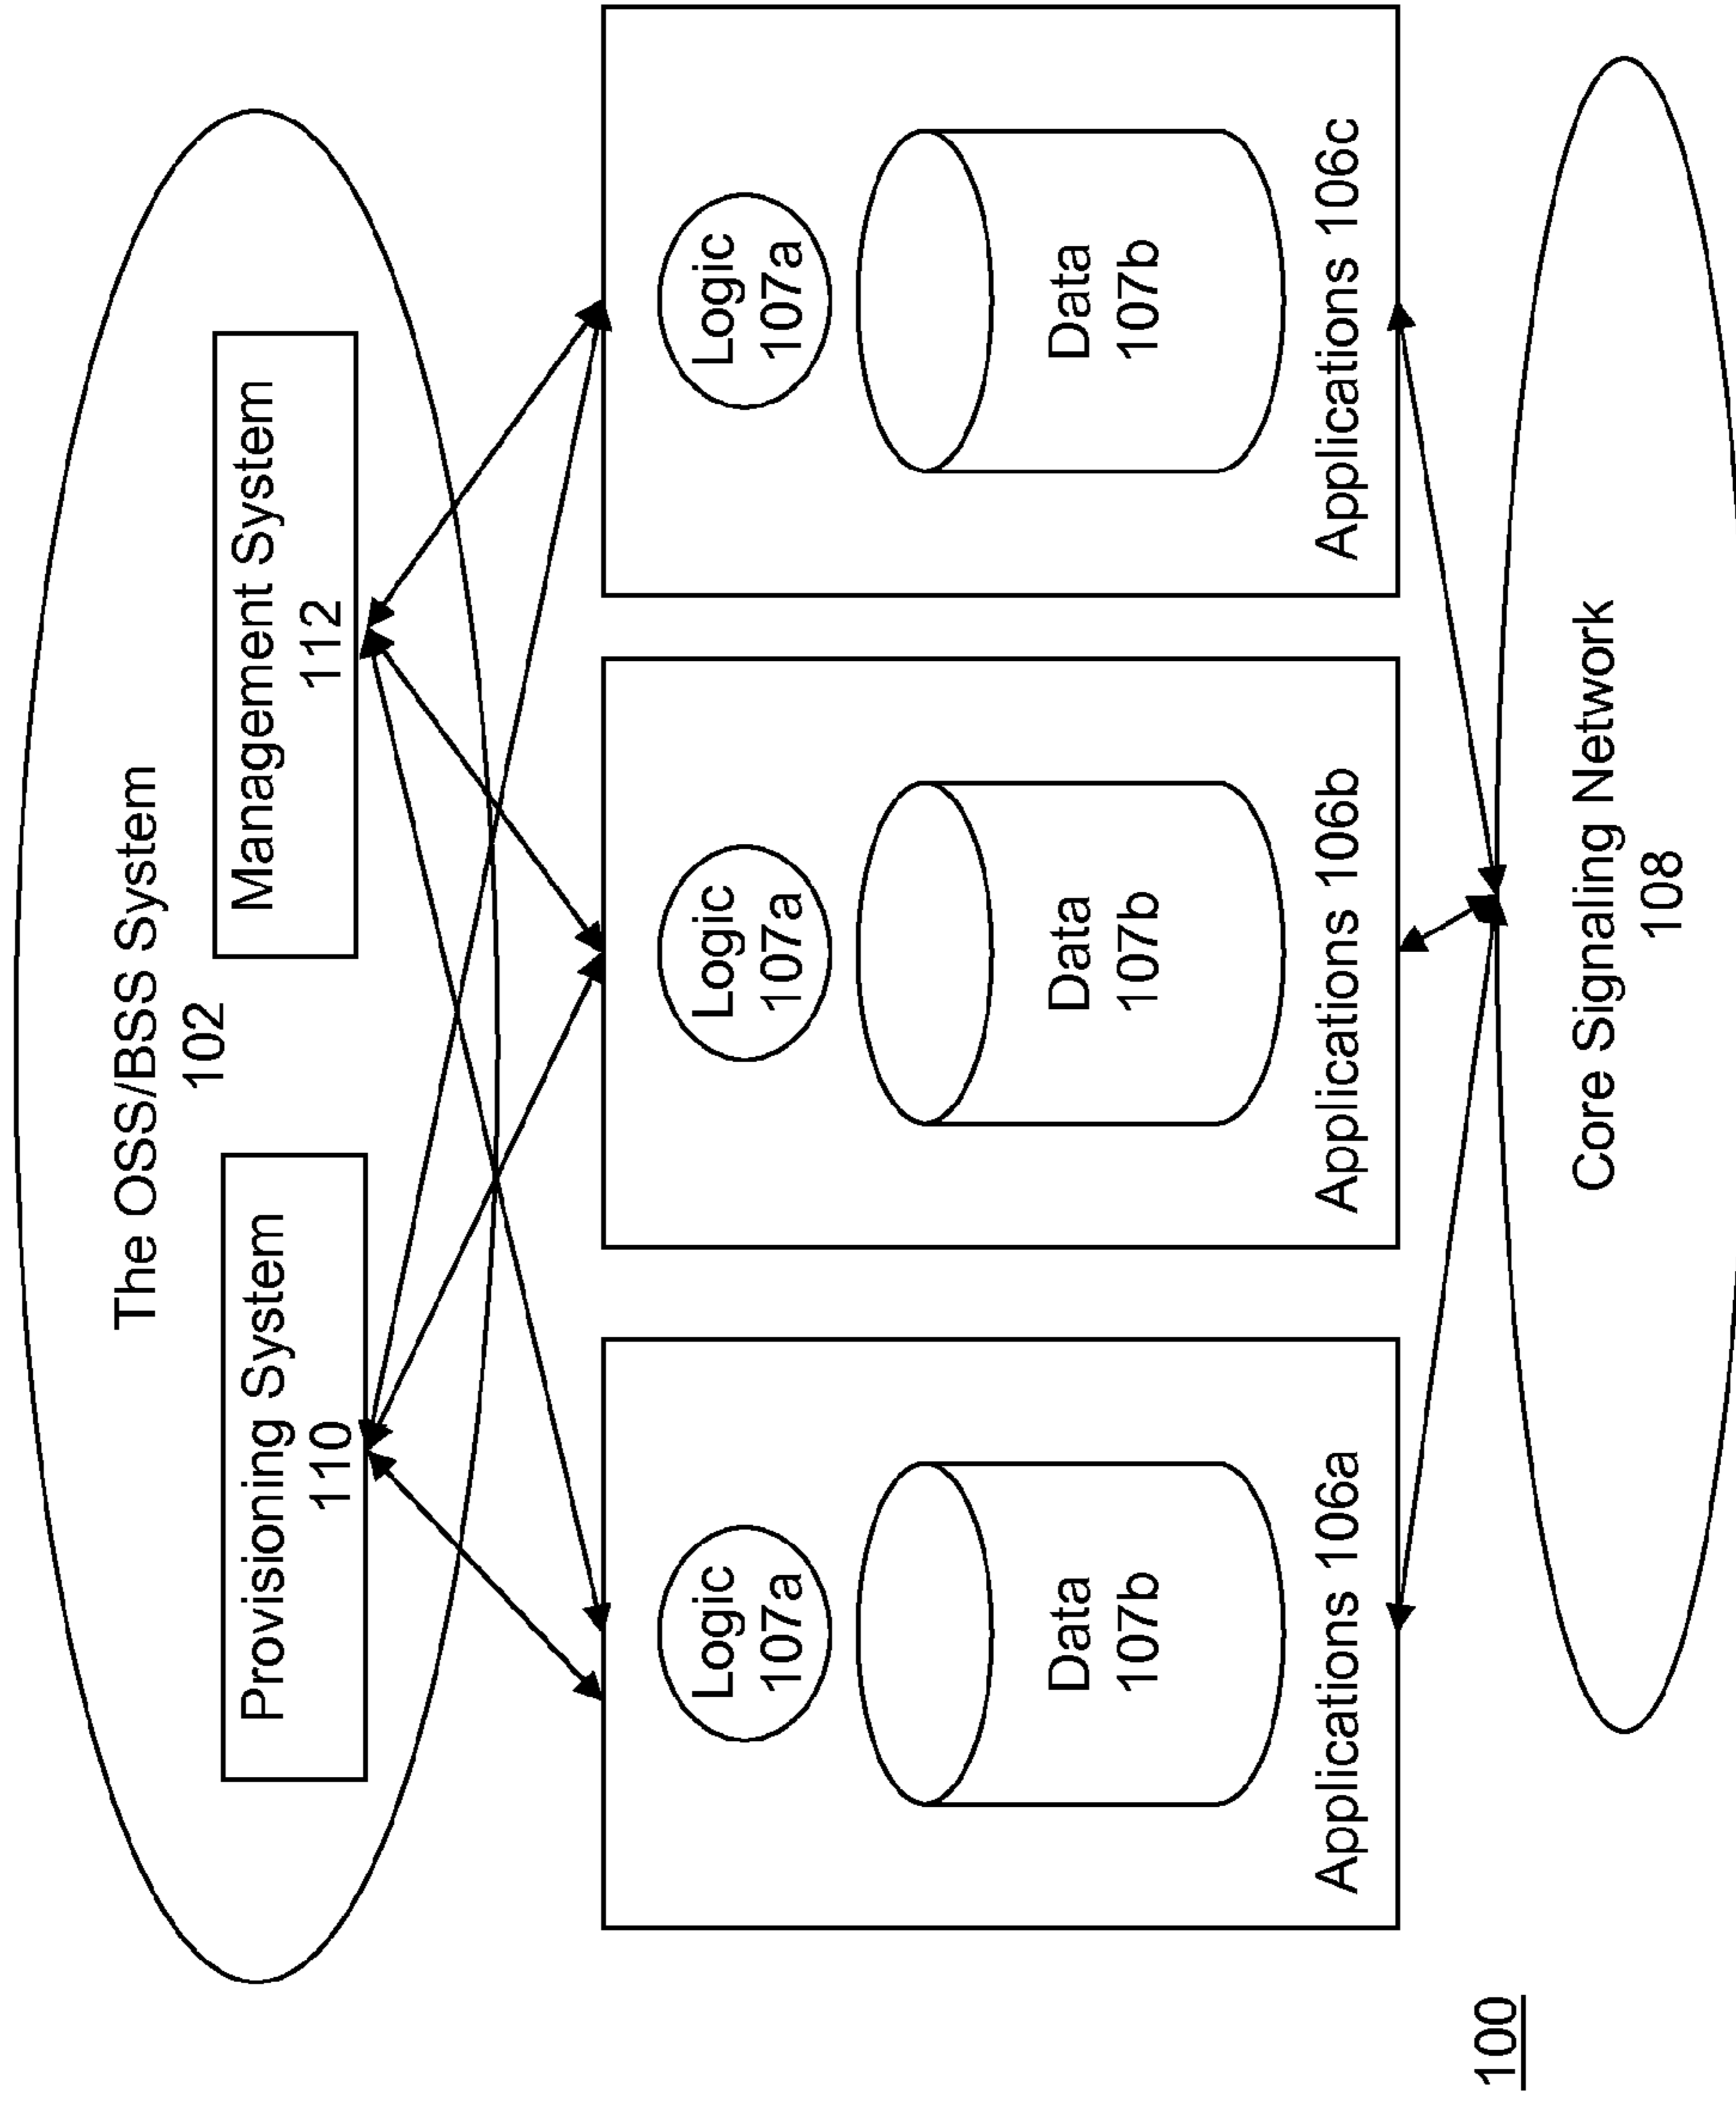 The OSS/BSS System
102
Provisioning System
110
Management System
112
Logic
107a
Data
107b
Applications 106a
Logic
107a
Data
107b
Applications 106b
Logic
107a
Data
107b
Applications 106c
Core Signaling Network
108
100